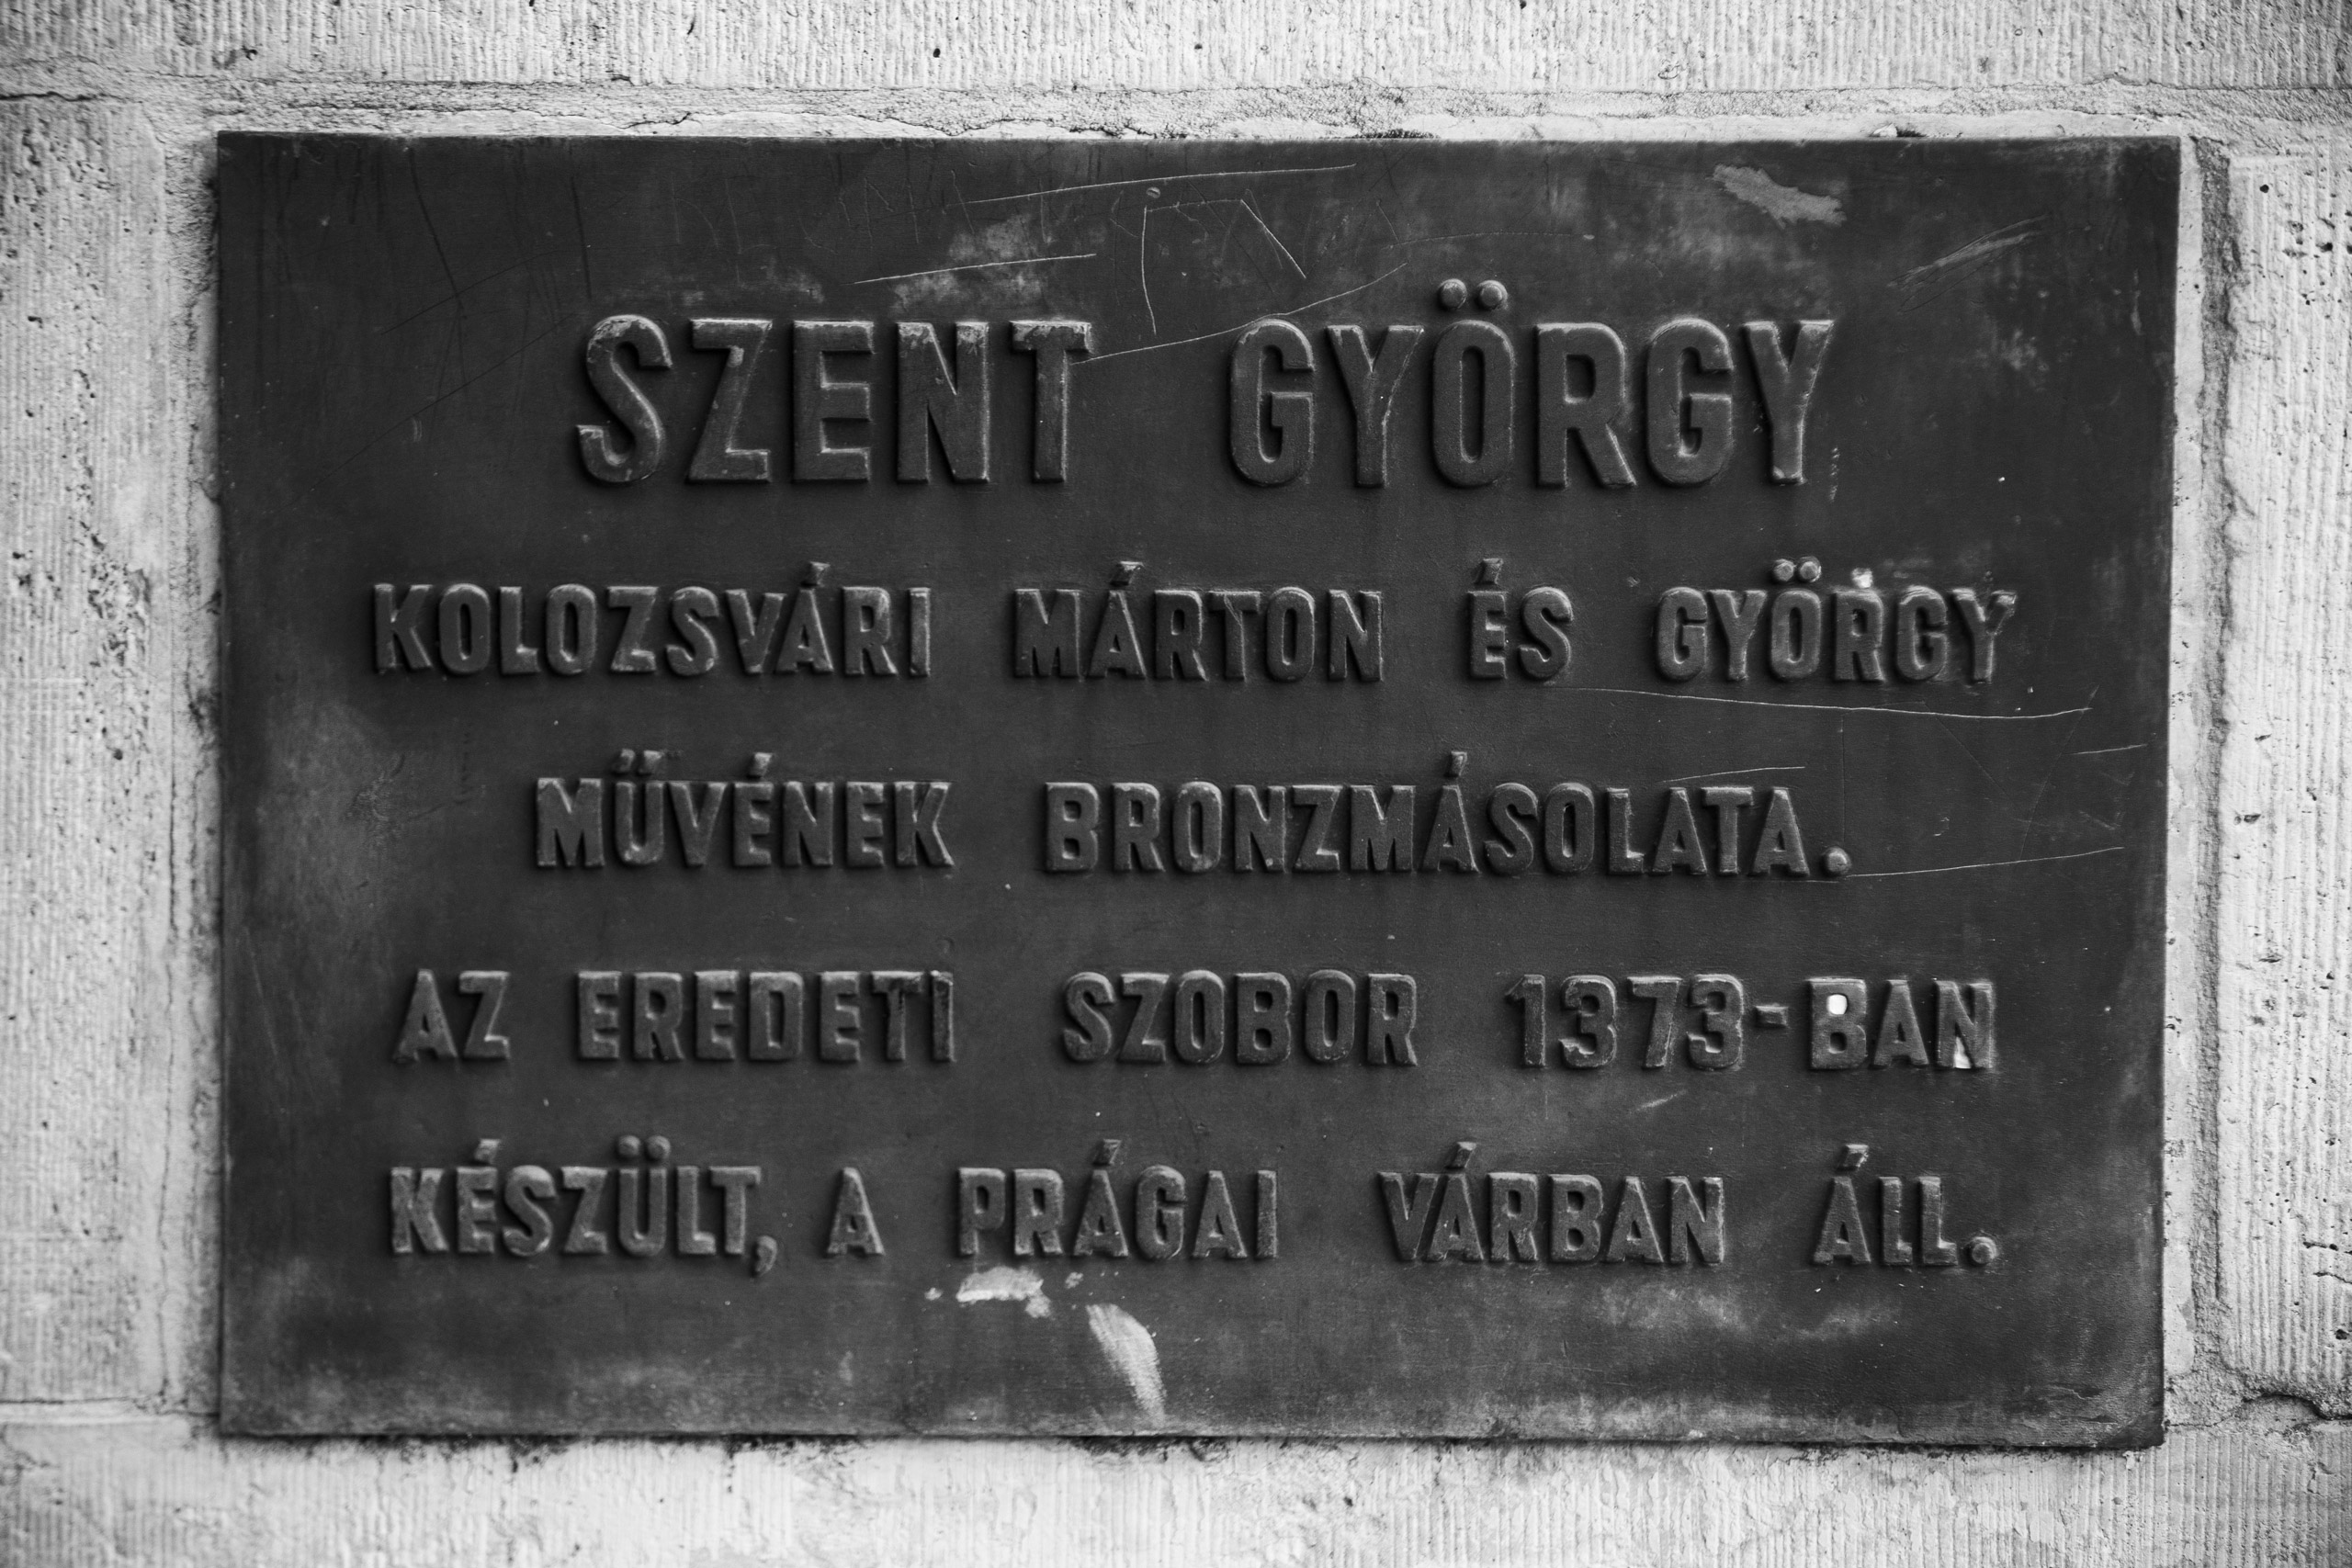 SZENT GYÖRGY
KOLOZSVÁRI MÁRTON ÉS GYÖRGY
MŰVÉNEK BRONZMÁSOLATA.
AZ EREDETI SZOBOR 1373-BAN
KÉSZÜLT, A PRÁGAI VÁRBAN ÁLL.